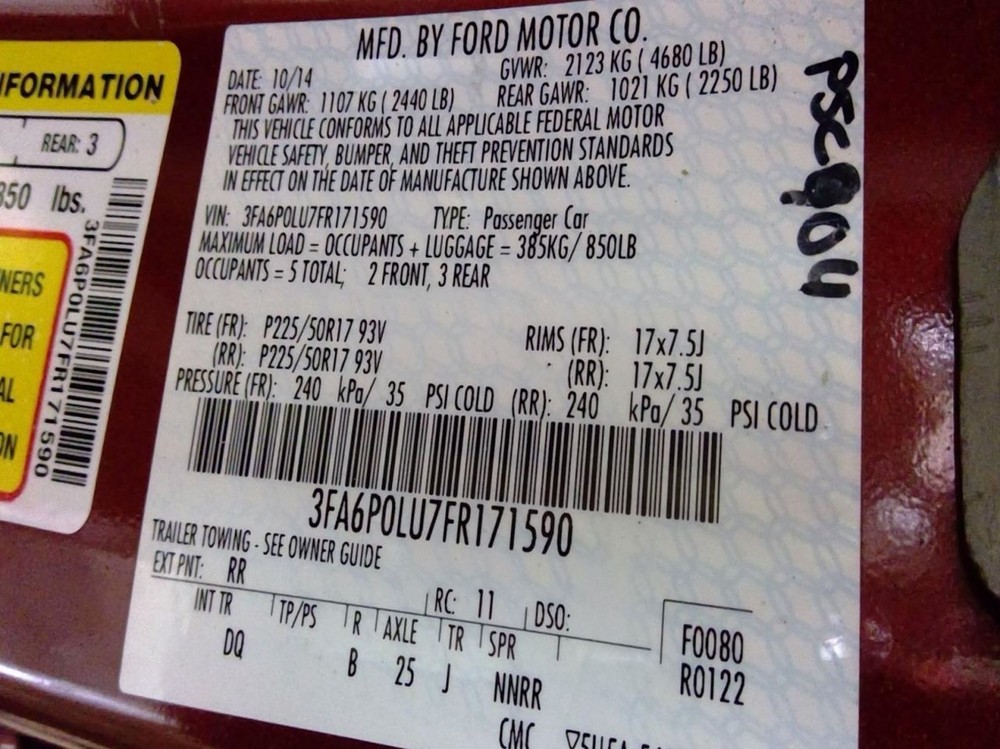 IFORMATION
REAR: 3
350 lbs.
NERS
FOR
AL
ON
3FA6P0LU7FR171590
MFD. BY FORD MOTOR CO.
DATE: 10/14 GVWR: 2123 KG ( 4680 LB)
FRONT GAWR: 1107 KG ( 2440 LB) REAR GAWR: 1021 KG ( 2250 LB)
THIS VEHICLE CONFORMS TO ALL APPLICABLE FEDERAL MOTOR
VEHICLE SAFETY, BUMPER, AND THEFT PREVENTION STANDARDS
IN EFFECT ON THE DATE OF MANUFACTURE SHOWN ABOVE.
VIN: 3FA6P0LU7FR171590 TYPE: Passenger Car
MAXIMUM LOAD = OCCUPANTS + LUGGAGE = 385KG/ 850LB
OCCUPANTS = 5 TOTAL; 2 FRONT, 3 REAR
TIRE (FR): P225/50R17 93V RIMS (FR): 17x7.5J
(RR): P225/50R17 93V (RR): 17x7.5J
PRESSURE (FR): 240 kPa/ 35 PSI COLD (RR): 240 kPa/ 35 PSI COLD
3FA6P0LU7FR171590
TRAILER TOWING - SEE OWNER GUIDE
EXT PNT: RR RC: 11 DSO:
INT TR TP/PS R AXLE TR SPR F0080
DQ B 25 J NNRR R0122
CMC